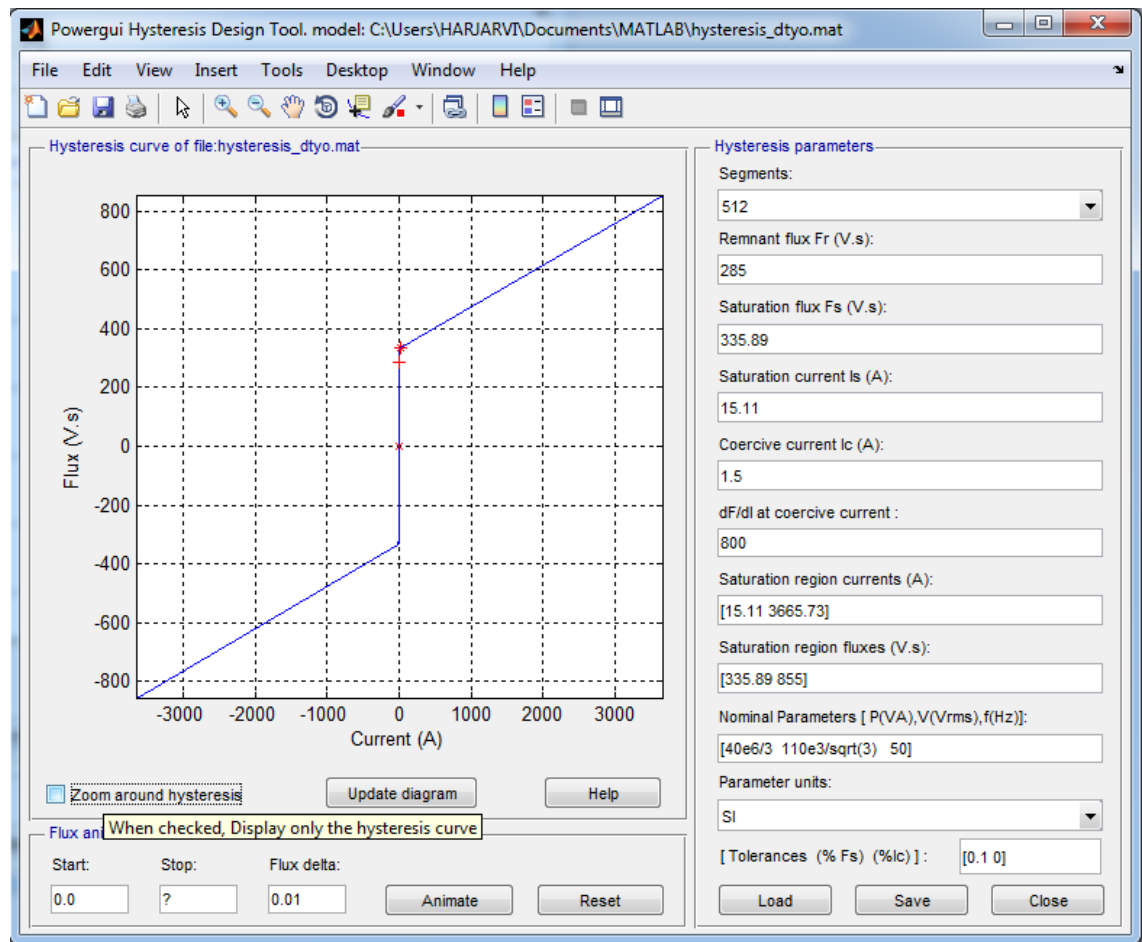 Powergui Hysteresis Design Tool. model: C:\Users\HARJARVI\Documents\MATLAB\hysteresis_dtyo.mat
File Edit View Insert Tools Desktop Window Help
Hysteresis curve of file:hysteresis_dtyo.mat
800
600
400
200
0
-200
-400
-600
-800
Flux (V.s)
-3000 -2000 -1000 0 1000 2000 3000
Current (A)
Zoom around hysteresis
Update diagram
Help
When checked, Display only the hysteresis curve
Flux ani
Start: Stop: Flux delta:
0.0 ? 0.01 Animate Reset
Hysteresis parameters
Segments:
512
Remnant flux Fr (V.s):
285
Saturation flux Fs (V.s):
335.89
Saturation current Is (A):
15.11
Coercive current Ic (A):
1.5
dF/dI at coercive current :
800
Saturation region currents (A):
[15.11 3665.73]
Saturation region fluxes (V.s):
[335.89 855]
Nominal Parameters [ P(VA),V(Vrms),f(Hz)]:
[40e6/3 110e3/sqrt(3) 50]
Parameter units:
SI
[ Tolerances (% Fs) (%Ic) ] : [0.1 0]
Load Save Close